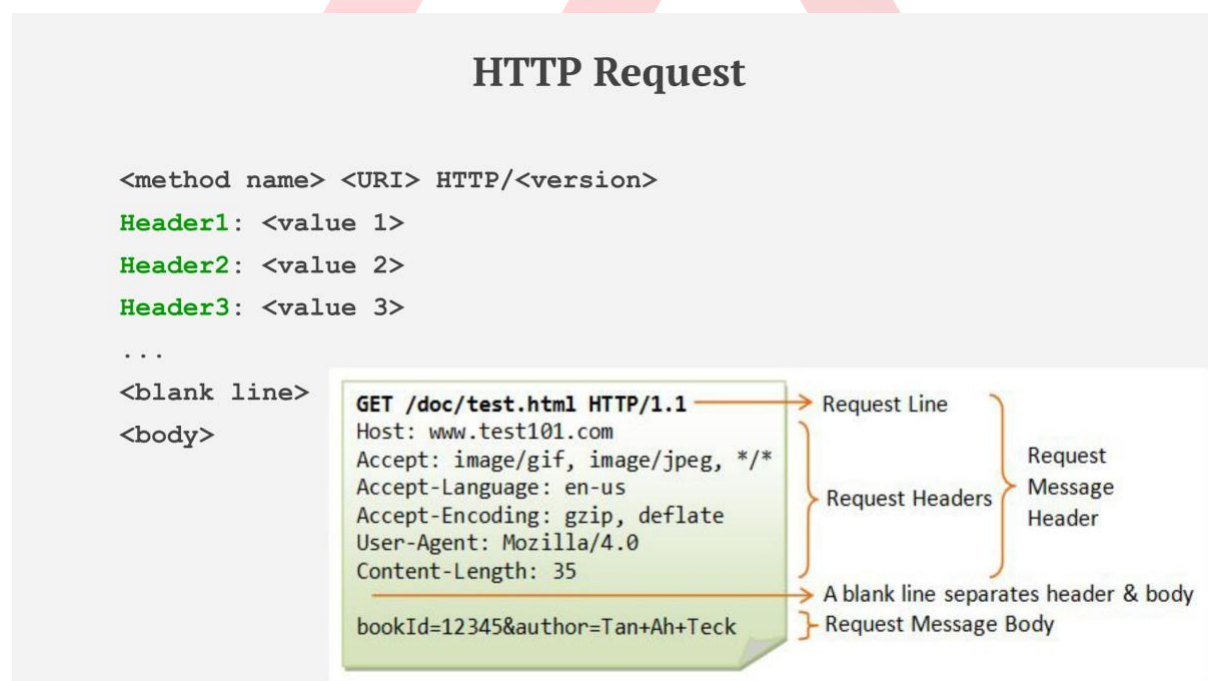 HTTP Request
<method name> <URI> HTTP/<version>
Header1: <value 1>
Header2: <value 2>
Header3: <value 3>
...
<blank line>
<body>
GET /doc/test.html HTTP/1.1
Host: www.test101.com
Accept: image/gif, image/jpeg, */*
Accept-Language: en-us
Accept-Encoding: gzip, deflate
User-Agent: Mozilla/4.0
Content-Length: 35
bookId=12345&author=Tan+Ah+Teck
Request Line
Request Headers
Request
Message
Header
A blank line separates header & body
Request Message Body